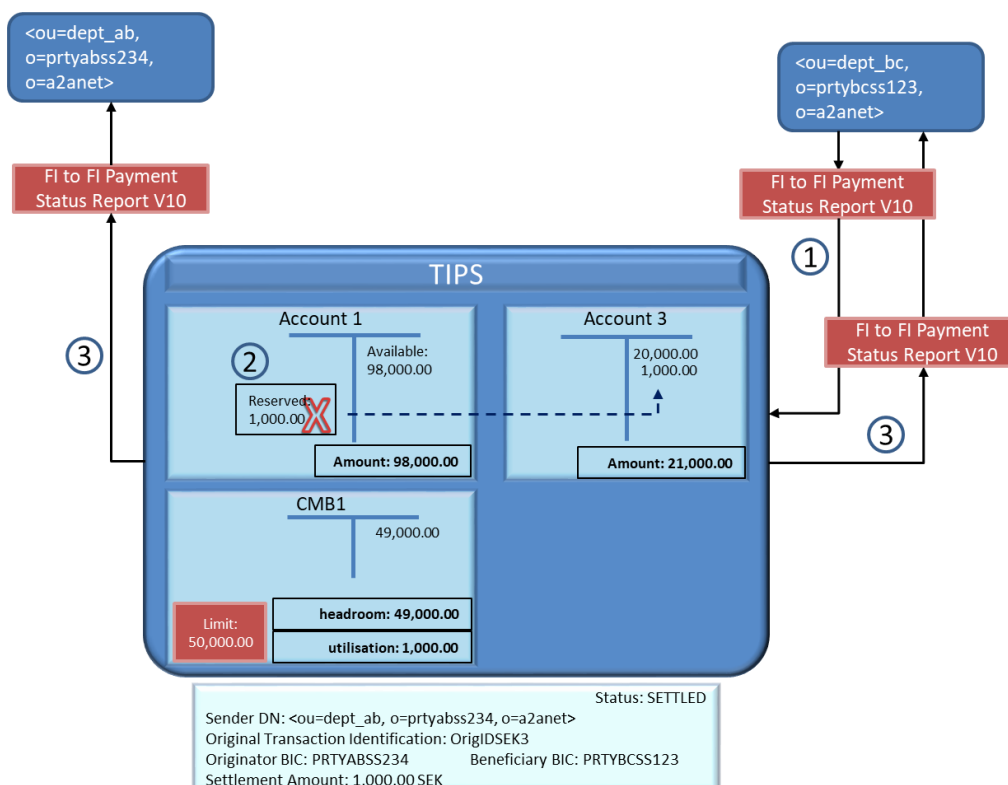 <ou=dept_ab,
o=prtyabss234,
o=a2anet>
<ou=dept_bc,
o=prtybcss123,
o=a2anet>
FI to FI Payment
Status Report V10
FI to FI Payment
Status Report V10
1
TIPS
FI to FI Payment
Status Report V10
3
3
Account 1
2
Available:
98,000.00
Reserved:
1,000.00
X
Amount: 98,000.00
Account 3
20,000.00
1,000.00
Amount: 21,000.00
CMB1
49,000.00
Limit:
50,000.00
headroom: 49,000.00
utilisation: 1,000.00
Status: SETTLED
Sender DN: <ou=dept_ab, o=prtyabss234, o=a2anet>
Original Transaction Identification: OrigIDSEK3
Originator BIC: PRTYABSS234 Beneficiary BIC: PRTYBCSS123
Settlement Amount: 1,000.00 SEK